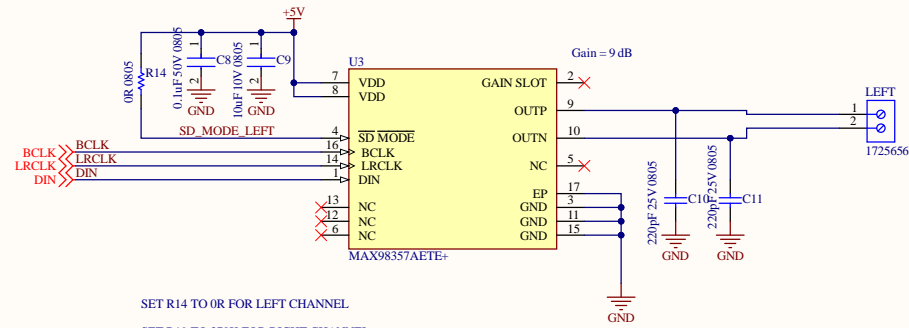 +5V
U3
Gain = 9 dB
R14
0R 0805
1
C8
2
0.1uF 50V 0805
GND
1
C9
2
10uF 10V 0805
GND
7 VDD
8 VDD
GAIN SLOT 2
OUTP 9
LEFT
1
2
1725656
SD_MODE_LEFT
4 SD MODE
OUTN 10
BCLK BCLK 16 BCLK
LRCLK LRCLK 14 LRCLK
DIN DIN 1 DIN
NC 5
EP 17
13 NC
GND 3
12 NC
GND 11
6 NC
GND 15
C10
220pF 25V 0805
GND
C11
220pF 25V 0805
GND
MAX98357AETE+
GND
SET R14 TO 0R FOR LEFT CHANNEL